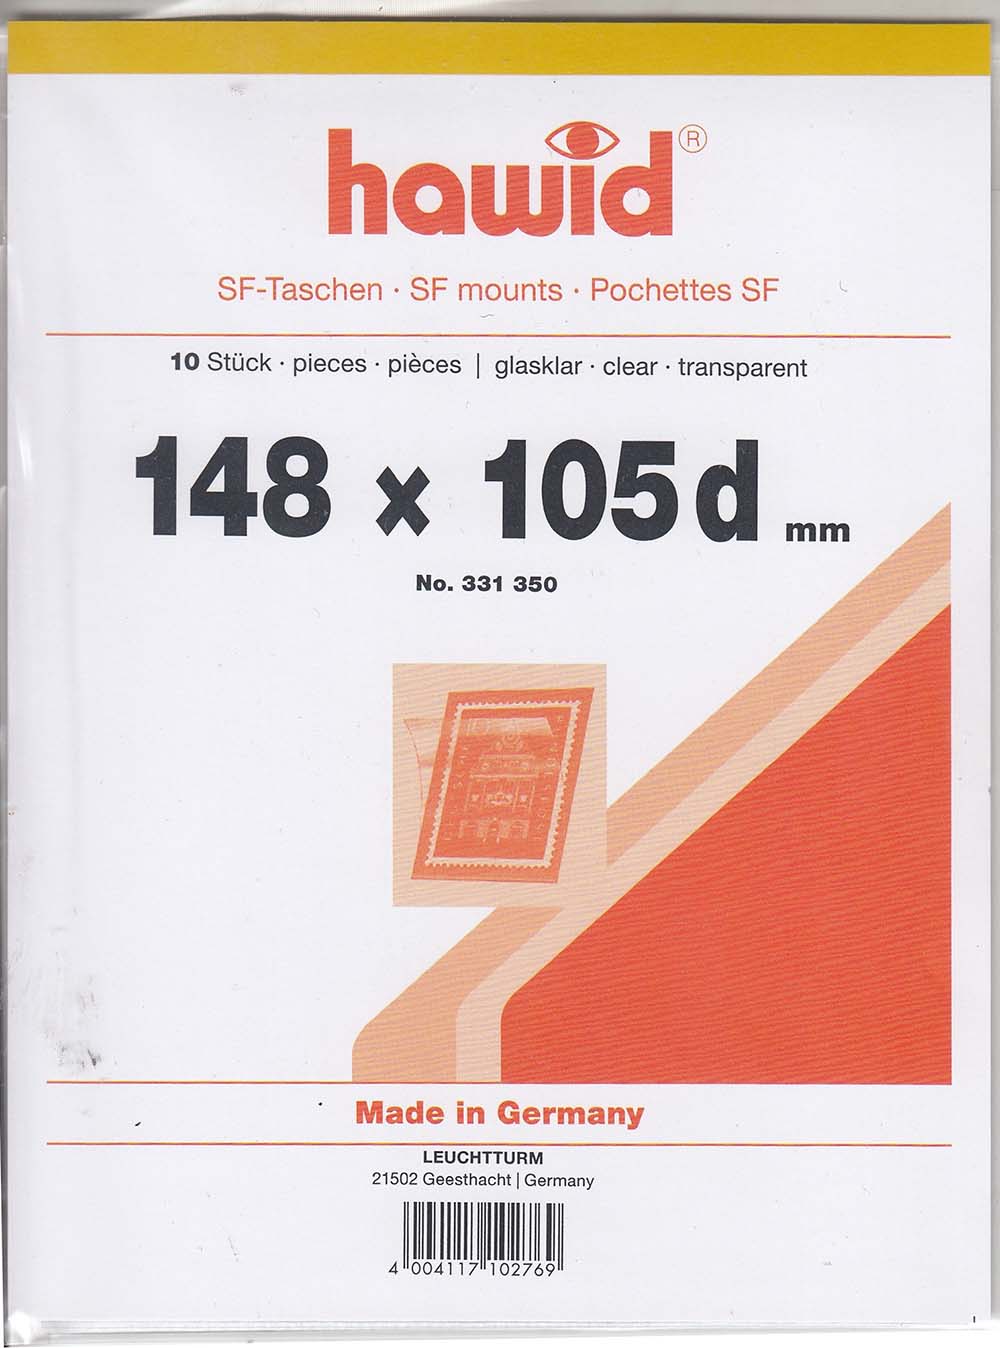 hawid®
SF-Taschen · SF mounts · Pochettes SF
10 Stück · pieces · pièces | glasklar · clear · transparent
148 x 105 d mm
No. 331 350
Made in Germany
LEUCHTTURM
21502 Geesthacht | Germany
4 004117 102769